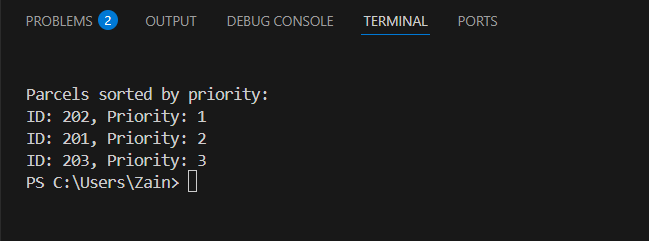 PROBLEMS 2 OUTPUT DEBUG CONSOLE TERMINAL PORTS
Parcels sorted by priority:
ID: 202, Priority: 1
ID: 201, Priority: 2
ID: 203, Priority: 3
PS C:\Users\Zain>